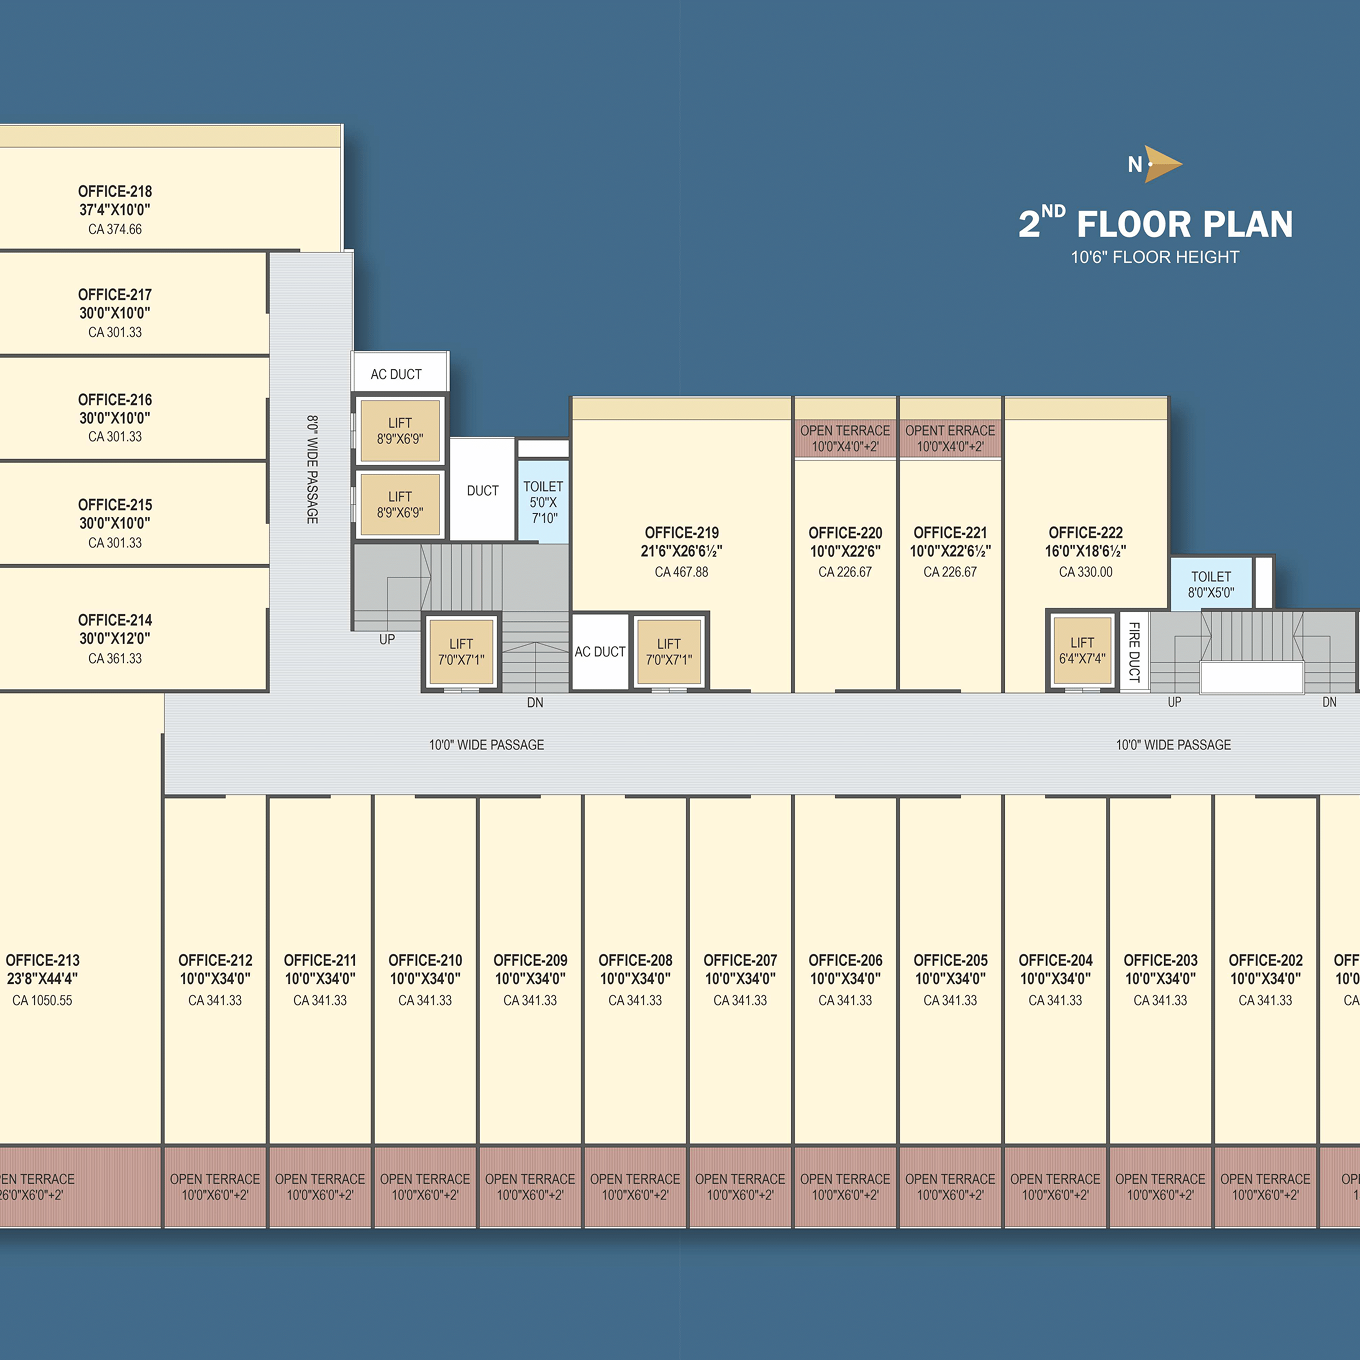 N
2ND FLOOR PLAN
10'6" FLOOR HEIGHT
OFFICE-218
37'4"X10'0"
CA 374.66
OFFICE-217
30'0"X10'0"
CA 301.33
OFFICE-216
30'0"X10'0"
CA 301.33
OFFICE-215
30'0"X10'0"
CA 301.33
OFFICE-214
30'0"X12'0"
CA 361.33
8'0" WIDE PASSAGE
AC DUCT
LIFT
8'9"X6'9"
LIFT
8'9"X6'9"
DUCT
TOILET
5'0"X
7'10"
UP
LIFT
7'0"X7'1"
DN
AC DUCT
LIFT
7'0"X7'1"
OFFICE-219
21'6"X26'6½"
CA 467.88
OPEN TERRACE
10'0"X4'0"+2'
OFFICE-220
10'0"X22'6"
CA 226.67
OPENT ERRACE
10'0"X4'0"+2'
OFFICE-221
10'0"X22'6½"
CA 226.67
OFFICE-222
16'0"X18'6½"
CA 330.00
LIFT
6'4"X7'4"
FIRE DUCT
TOILET
8'0"X5'0"
UP
DN
10'0" WIDE PASSAGE
10'0" WIDE PASSAGE
OFFICE-213
23'8"X44'4"
CA 1050.55
OFFICE-212
10'0"X34'0"
CA 341.33
OFFICE-211
10'0"X34'0"
CA 341.33
OFFICE-210
10'0"X34'0"
CA 341.33
OFFICE-209
10'0"X34'0"
CA 341.33
OFFICE-208
10'0"X34'0"
CA 341.33
OFFICE-207
10'0"X34'0"
CA 341.33
OFFICE-206
10'0"X34'0"
CA 341.33
OFFICE-205
10'0"X34'0"
CA 341.33
OFFICE-204
10'0"X34'0"
CA 341.33
OFFICE-203
10'0"X34'0"
CA 341.33
OFFICE-202
10'0"X34'0"
CA 341.33
CA
TERRACE
X6'0"+2'
OPEN TERRACE
10'0"X6'0"+2'
OPEN TERRACE
10'0"X6'0"+2'
OPEN TERRACE
10'0"X6'0"+2'
OPEN TERRACE
10'0"X6'0"+2'
OPEN TERRACE
10'0"X6'0"+2'
OPEN TERRACE
10'0"X6'0"+2'
OPEN TERRACE
10'0"X6'0"+2'
OPEN TERRACE
10'0"X6'0"+2'
OPEN TERRACE
10'0"X6'0"+2'
OPEN TERRACE
10'0"X6'0"+2'
OPEN TERRACE
10'0"X6'0"+2'